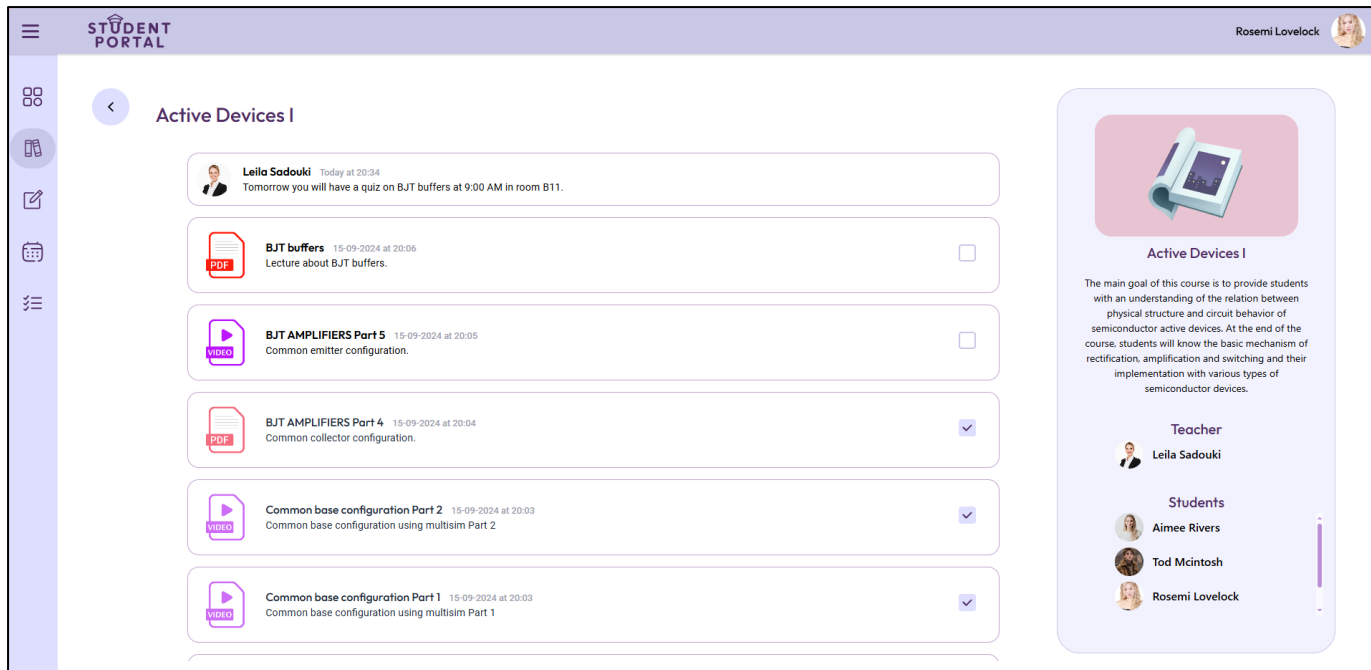 STUDENT
PORTAL
Rosemi Lovelock
Active Devices I
Leila Sadouki Today at 20:34
Tomorrow you will have a quiz on BJT buffers at 9:00 AM in room B11.
PDF
BJT buffers 15-09-2024 at 20:06
Lecture about BJT buffers.
VIDEO
BJT AMPLIFIERS Part 5 15-09-2024 at 20:05
Common emitter configuration.
PDF
BJT AMPLIFIERS Part 4 15-09-2024 at 20:04
Common collector configuration.
VIDEO
Common base configuration Part 2 15-09-2024 at 20:03
Common base configuration using multisim Part 2
VIDEO
Common base configuration Part 1 15-09-2024 at 20:03
Common base configuration using multisim Part 1
Active Devices I
The main goal of this course is to provide students
with an understanding of the relation between
physical structure and circuit behavior of
semiconductor active devices. At the end of the
course, students will know the basic mechanism of
rectification, amplification and switching and their
implementation with various types of
semiconductor devices.
Teacher
Leila Sadouki
Students
Aimee Rivers
Tod Mcintosh
Rosemi Lovelock